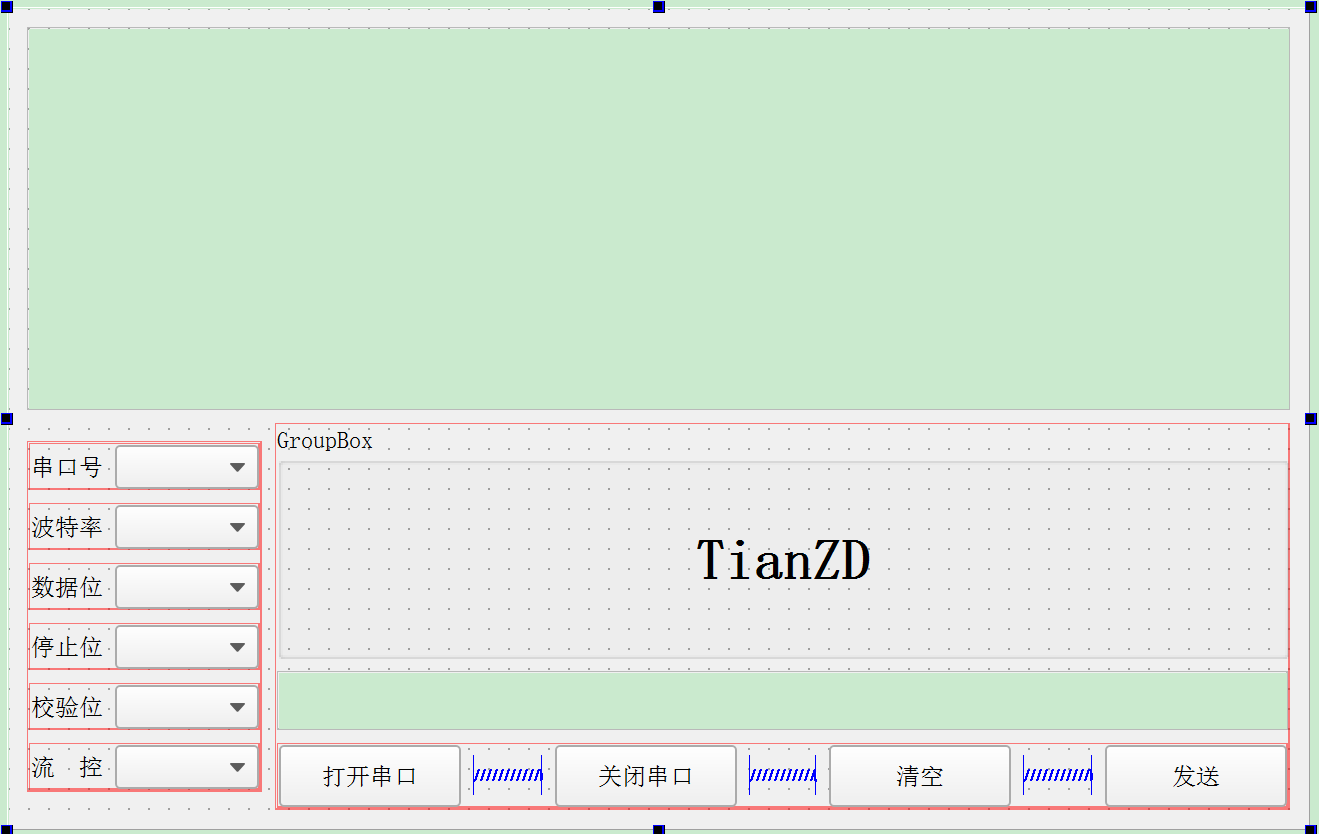 串口号
波特率
数据位
停止位
校验位
流 控
GroupBox
TianZD
打开串口
关闭串口
清空
发送